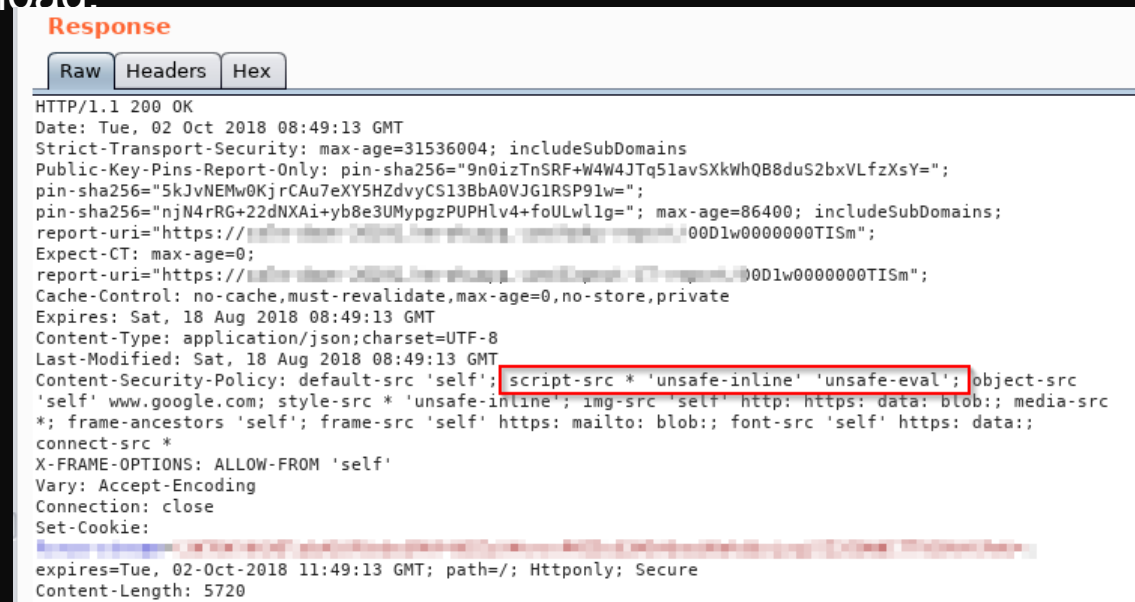 Response
Raw Headers Hex
HTTP/1.1 200 OK
Date: Tue, 02 Oct 2018 08:49:13 GMT
Strict-Transport-Security: max-age=31536004; includeSubDomains
Public-Key-Pins-Report-Only: pin-sha256="9n0izTnSRF+W4W4JTq51avSXkWhQB8duS2bxVLfzXsY=";
pin-sha256="5kJvNEMw0KjrCAu7eXY5HZdvyCS13BbA0VJG1RSP91w=";
pin-sha256="njN4rRG+22dNXAi+yb8e3UMypgzPUPHlv4+foULwl1g="; max-age=86400; includeSubDomains;
report-uri="https:// 00D1w0000000TISm";
Expect-CT: max-age=0;
report-uri="https:// 00D1w0000000TISm";
Cache-Control: no-cache,must-revalidate,max-age=0,no-store,private
Expires: Sat, 18 Aug 2018 08:49:13 GMT
Content-Type: application/json;charset=UTF-8
Last-Modified: Sat, 18 Aug 2018 08:49:13 GMT
Content-Security-Policy: default-src 'self'; script-src * 'unsafe-inline' 'unsafe-eval'; object-src
'self' www.google.com; style-src * 'unsafe-inline'; img-src 'self' http: https: data: blob:; media-src
*; frame-ancestors 'self'; frame-src 'self' https: mailto: blob:; font-src 'self' https: data:;
connect-src *
X-FRAME-OPTIONS: ALLOW-FROM 'self'
Vary: Accept-Encoding
Connection: close
Set-Cookie:
expires=Tue, 02-Oct-2018 11:49:13 GMT; path=/; Httponly; Secure
Content-Length: 5720